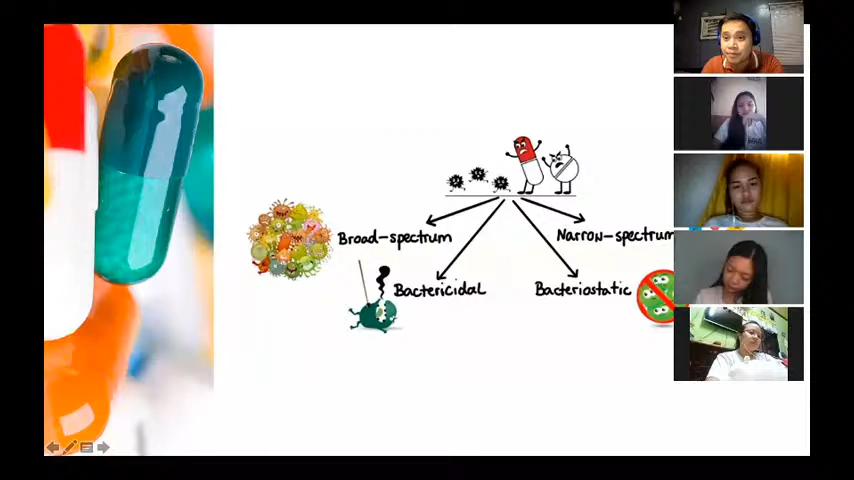 Broad-spectrum
Narrow-spectrum
Bactericidal
Bacteriostatic